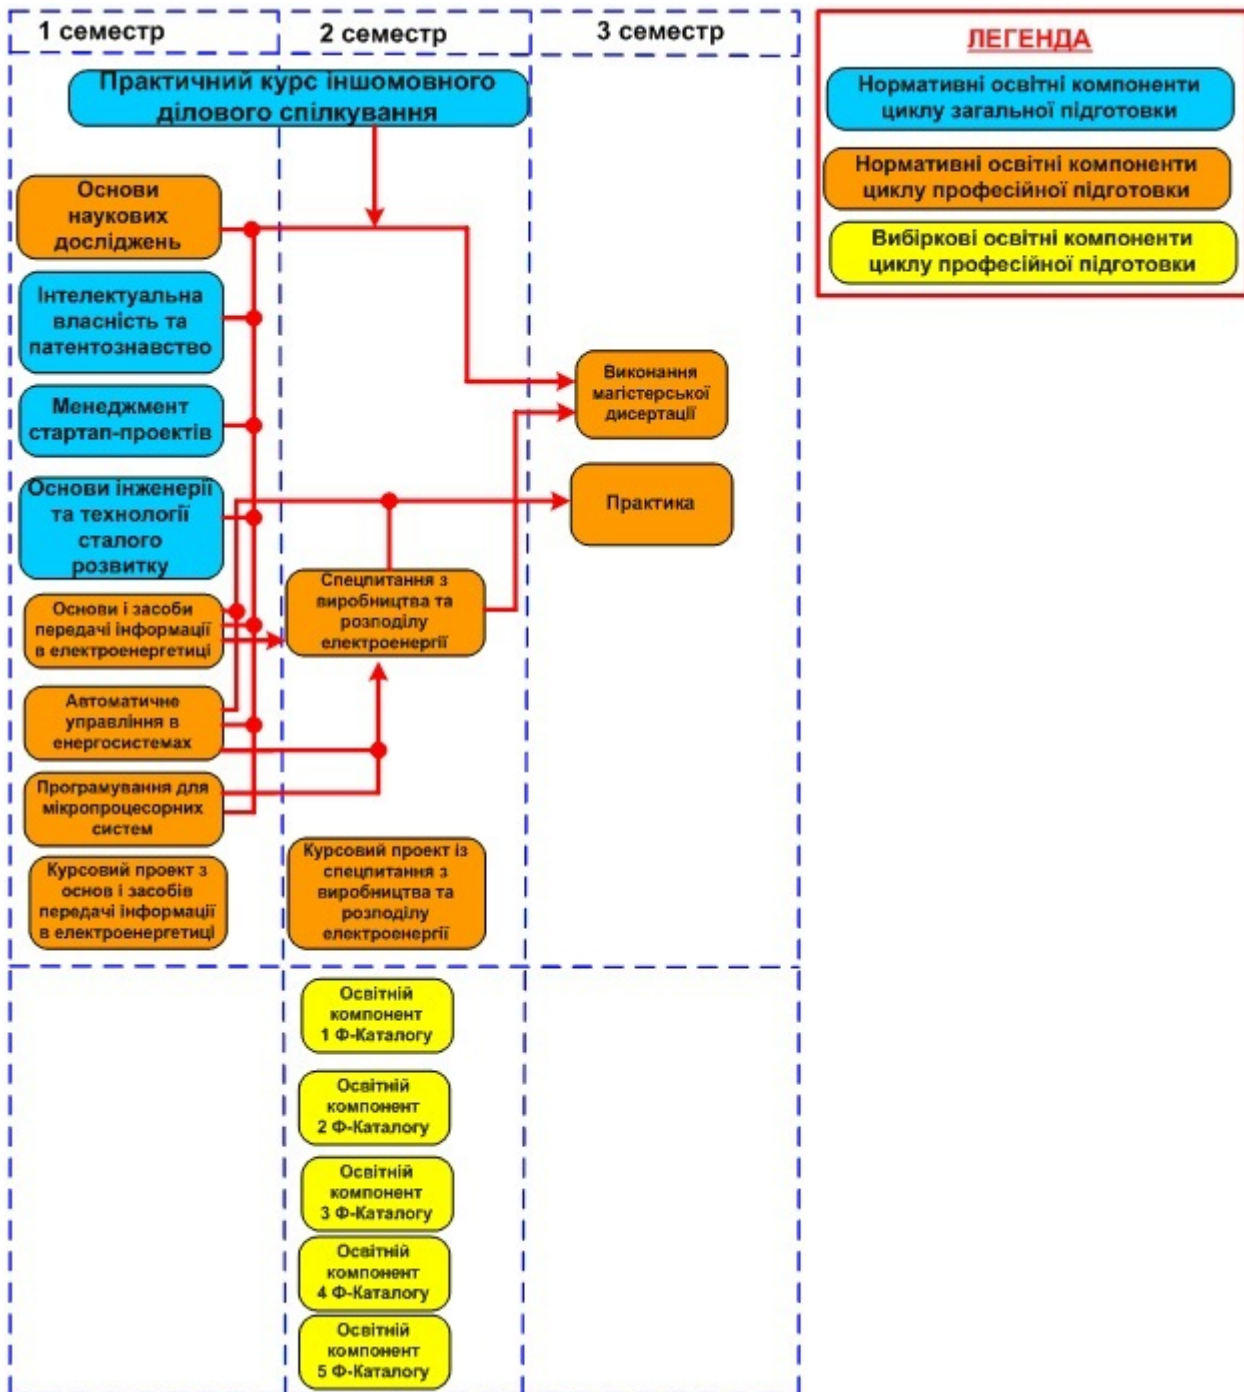 1 семестр
2 семестр
3 семестр
Практичний курс іншомовного
ділового спілкування
Основи
наукових
досліджень
Інтелектуальна
власність та
патентознавство
Менеджмент
стартап-проектів
Основи інженерії
та технології
сталого
розвитку
Основи і засоби
передачі інформації
в електроенергетиці
Автоматичне
управління в
енергосистемах
Програмування для
мікропроцесорних
систем
Курсовий проект з
основ і засобів
передачі інформації
в електроенергетиці
Спецпитання з
виробництва та
розподілу
електроенергії
Курсовий проект із
спецпитання з
виробництва та
розподілу
електроенергії
Виконання
магістерської
дисертації
Практика
Освітній
компонент
1 Ф-Каталогу
Освітній
компонент
2 Ф-Каталогу
Освітній
компонент
3 Ф-Каталогу
Освітній
компонент
4 Ф-Каталогу
Освітній
компонент
5 Ф-Каталогу
ЛЕГЕНДА
Нормативні освітні компоненти
циклу загальної підготовки
Нормативні освітні компоненти
циклу професійної підготовки
Вибіркові освітні компоненти
циклу професійної підготовки